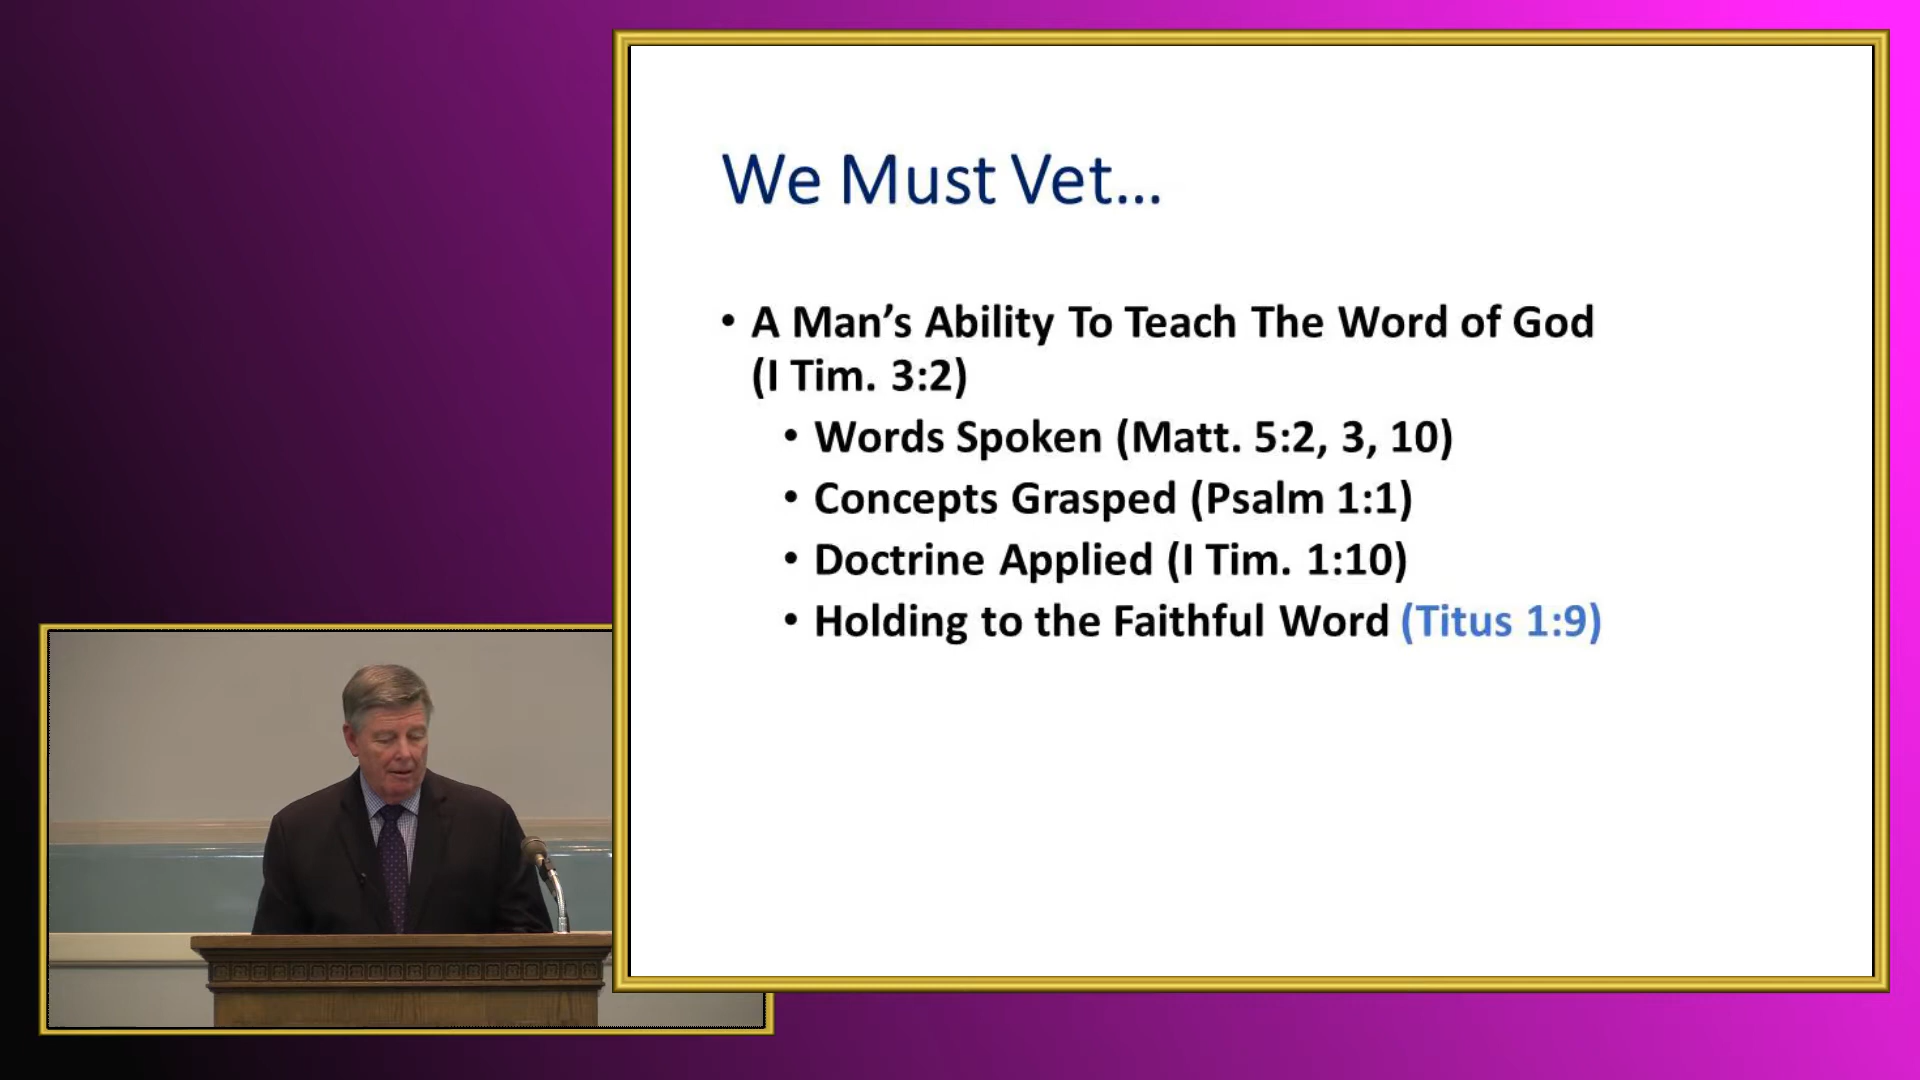 We Must Vet...
• A Man’s Ability To Teach The Word of God
(I Tim. 3:2)
• Words Spoken (Matt. 5:2, 3, 10)
• Concepts Grasped (Psalm 1:1)
• Doctrine Applied (I Tim. 1:10)
• Holding to the Faithful Word (Titus 1:9)